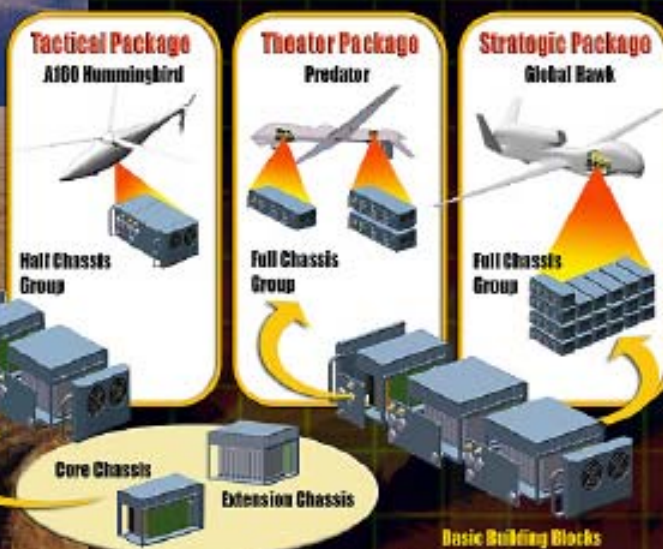 Tactical Package
A160 Hummingbird
Half Chassis
Group
Theator Package
Predator
Full Chassis
Group
Strategic Package
Global Hawk
Full Chassis
Group
Core Chassis
Extension Chassis
Basic Building Blocks